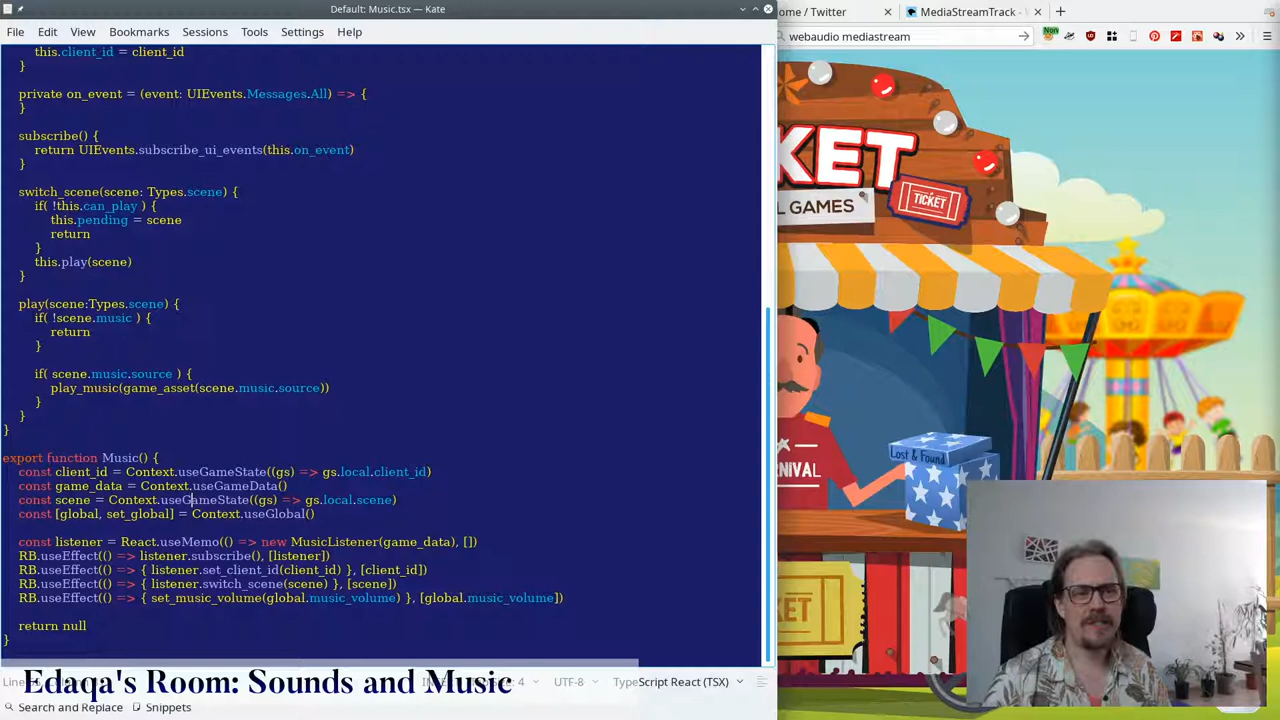 Default: Music.tsx — Kate
ome / Twitter
MediaStreamTrack -
File Edit View Bookmarks Sessions Tools Settings Help
webaudio mediastream
this.client_id = client_id
}
private on_event = (event: UIEvents.Messages.All) => {
}
subscribe() {
return UIEvents.subscribe_ui_events(this.on_event)
}
switch_scene(scene: Types.scene) {
if( !this.can_play ) {
this.pending = scene
return
}
this.play(scene)
}
play(scene:Types.scene) {
if( !scene.music ) {
return
}
if( scene.music.source ) {
play_music(game_asset(scene.music.source))
}
}
}
export function Music() {
const client_id = Context.useGameState((gs) => gs.local.client_id)
const game_data = Context.useGameData()
const scene = Context.useGameState((gs) => gs.local.scene)
const [global, set_global] = Context.useGlobal()
const listener = React.useMemo(() => new MusicListener(game_data), [])
RB.useEffect(() => listener.subscribe(), [listener])
RB.useEffect(() => { listener.set_client_id(client_id) }, [client_id])
RB.useEffect(() => { listener.switch_scene(scene) }, [scene])
RB.useEffect(() => { set_music_volume(global.music_volume) }, [global.music_volume])
return null
}
KET
TICKET
L GAMES
Lost & Found
RNIVAL
KET
Edaqa's Room: Sounds and Music
4 UTF-8 TypeScript React (TSX)
Search and Replace Snippets